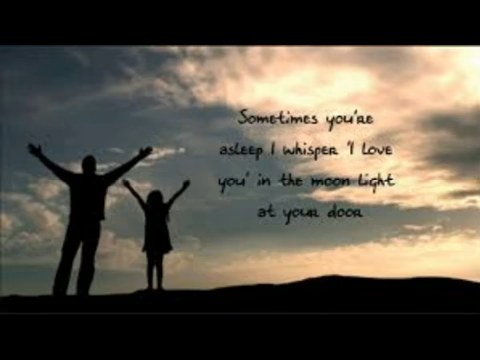 Sometimes you're
asleep I whisper 'I love
you' in the moon light
at your door